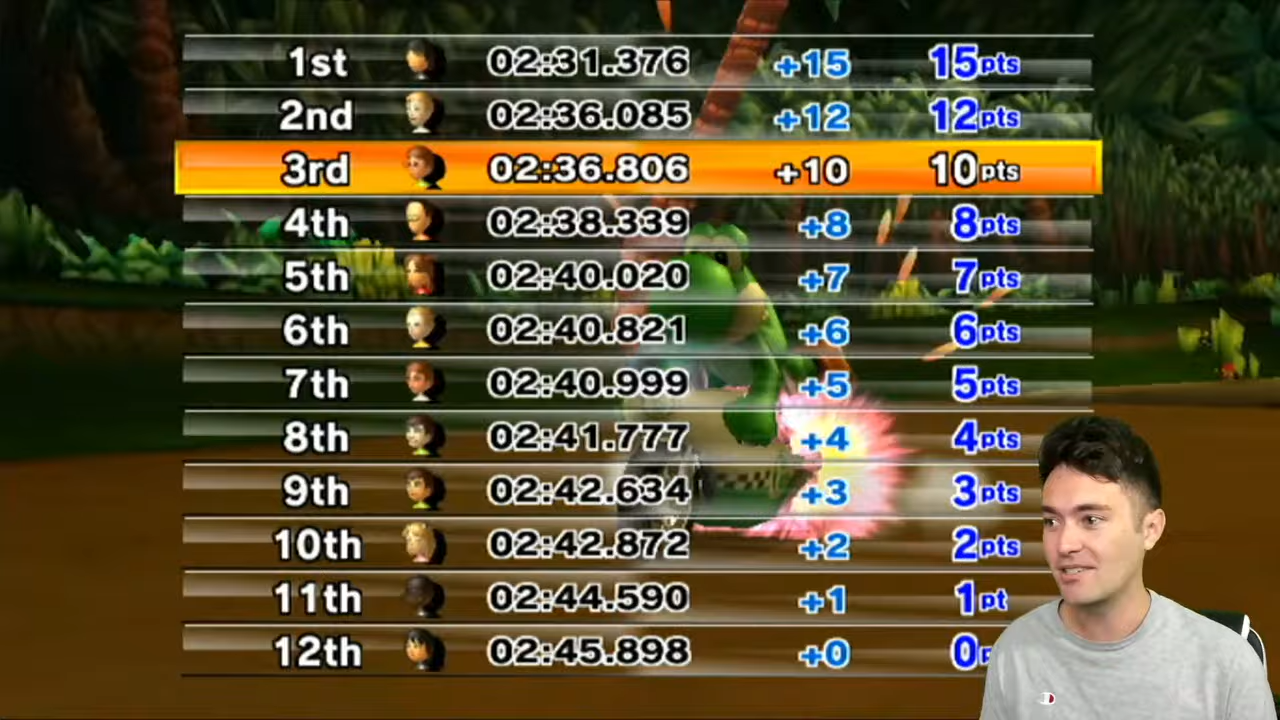 1st 02:31.376 +15 15pts
2nd 02:36.085 +12 12pts
3rd 02:36.806 +10 10pts
4th 02:38.339 +8 8pts
5th 02:40.020 +7 7pts
6th 02:40.821 +6 6pts
7th 02:40.999 +5 5pts
8th 02:41.777 +4 4pts
9th 02:42.634 +3 3pts
10th 02:42.872 +2 2pts
11th 02:44.590 +1 1pt
12th 02:45.898 +0 0p